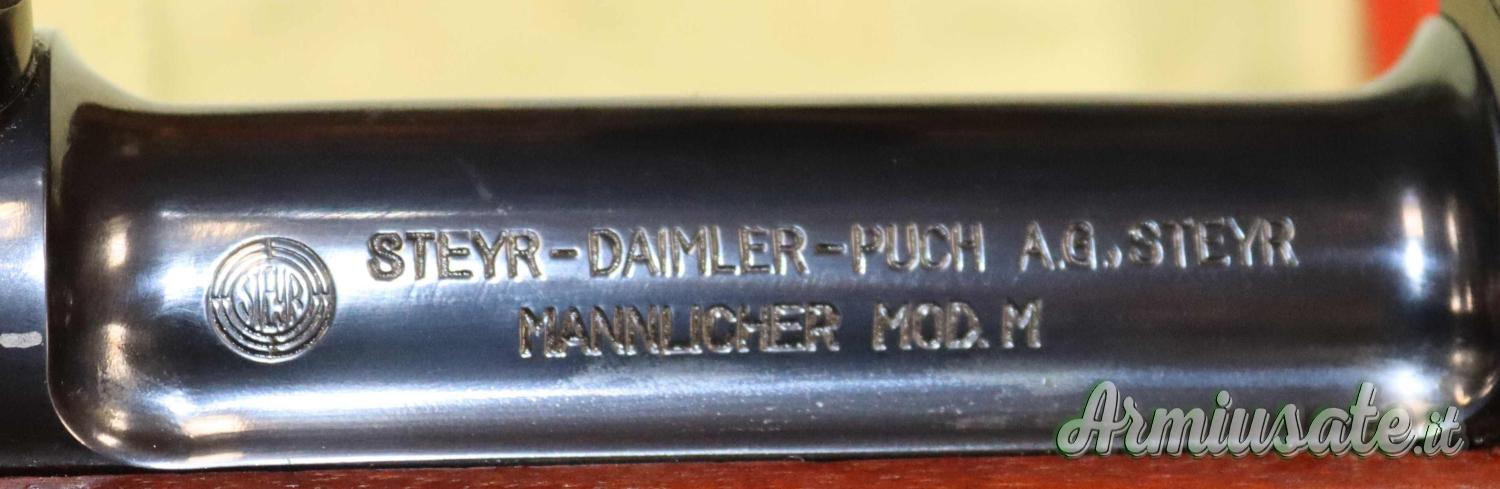 STEYR
STEYR-DAIMLER-PUCH A.G., STEYR
MANNLICHER MOD. M
Armiusate.it